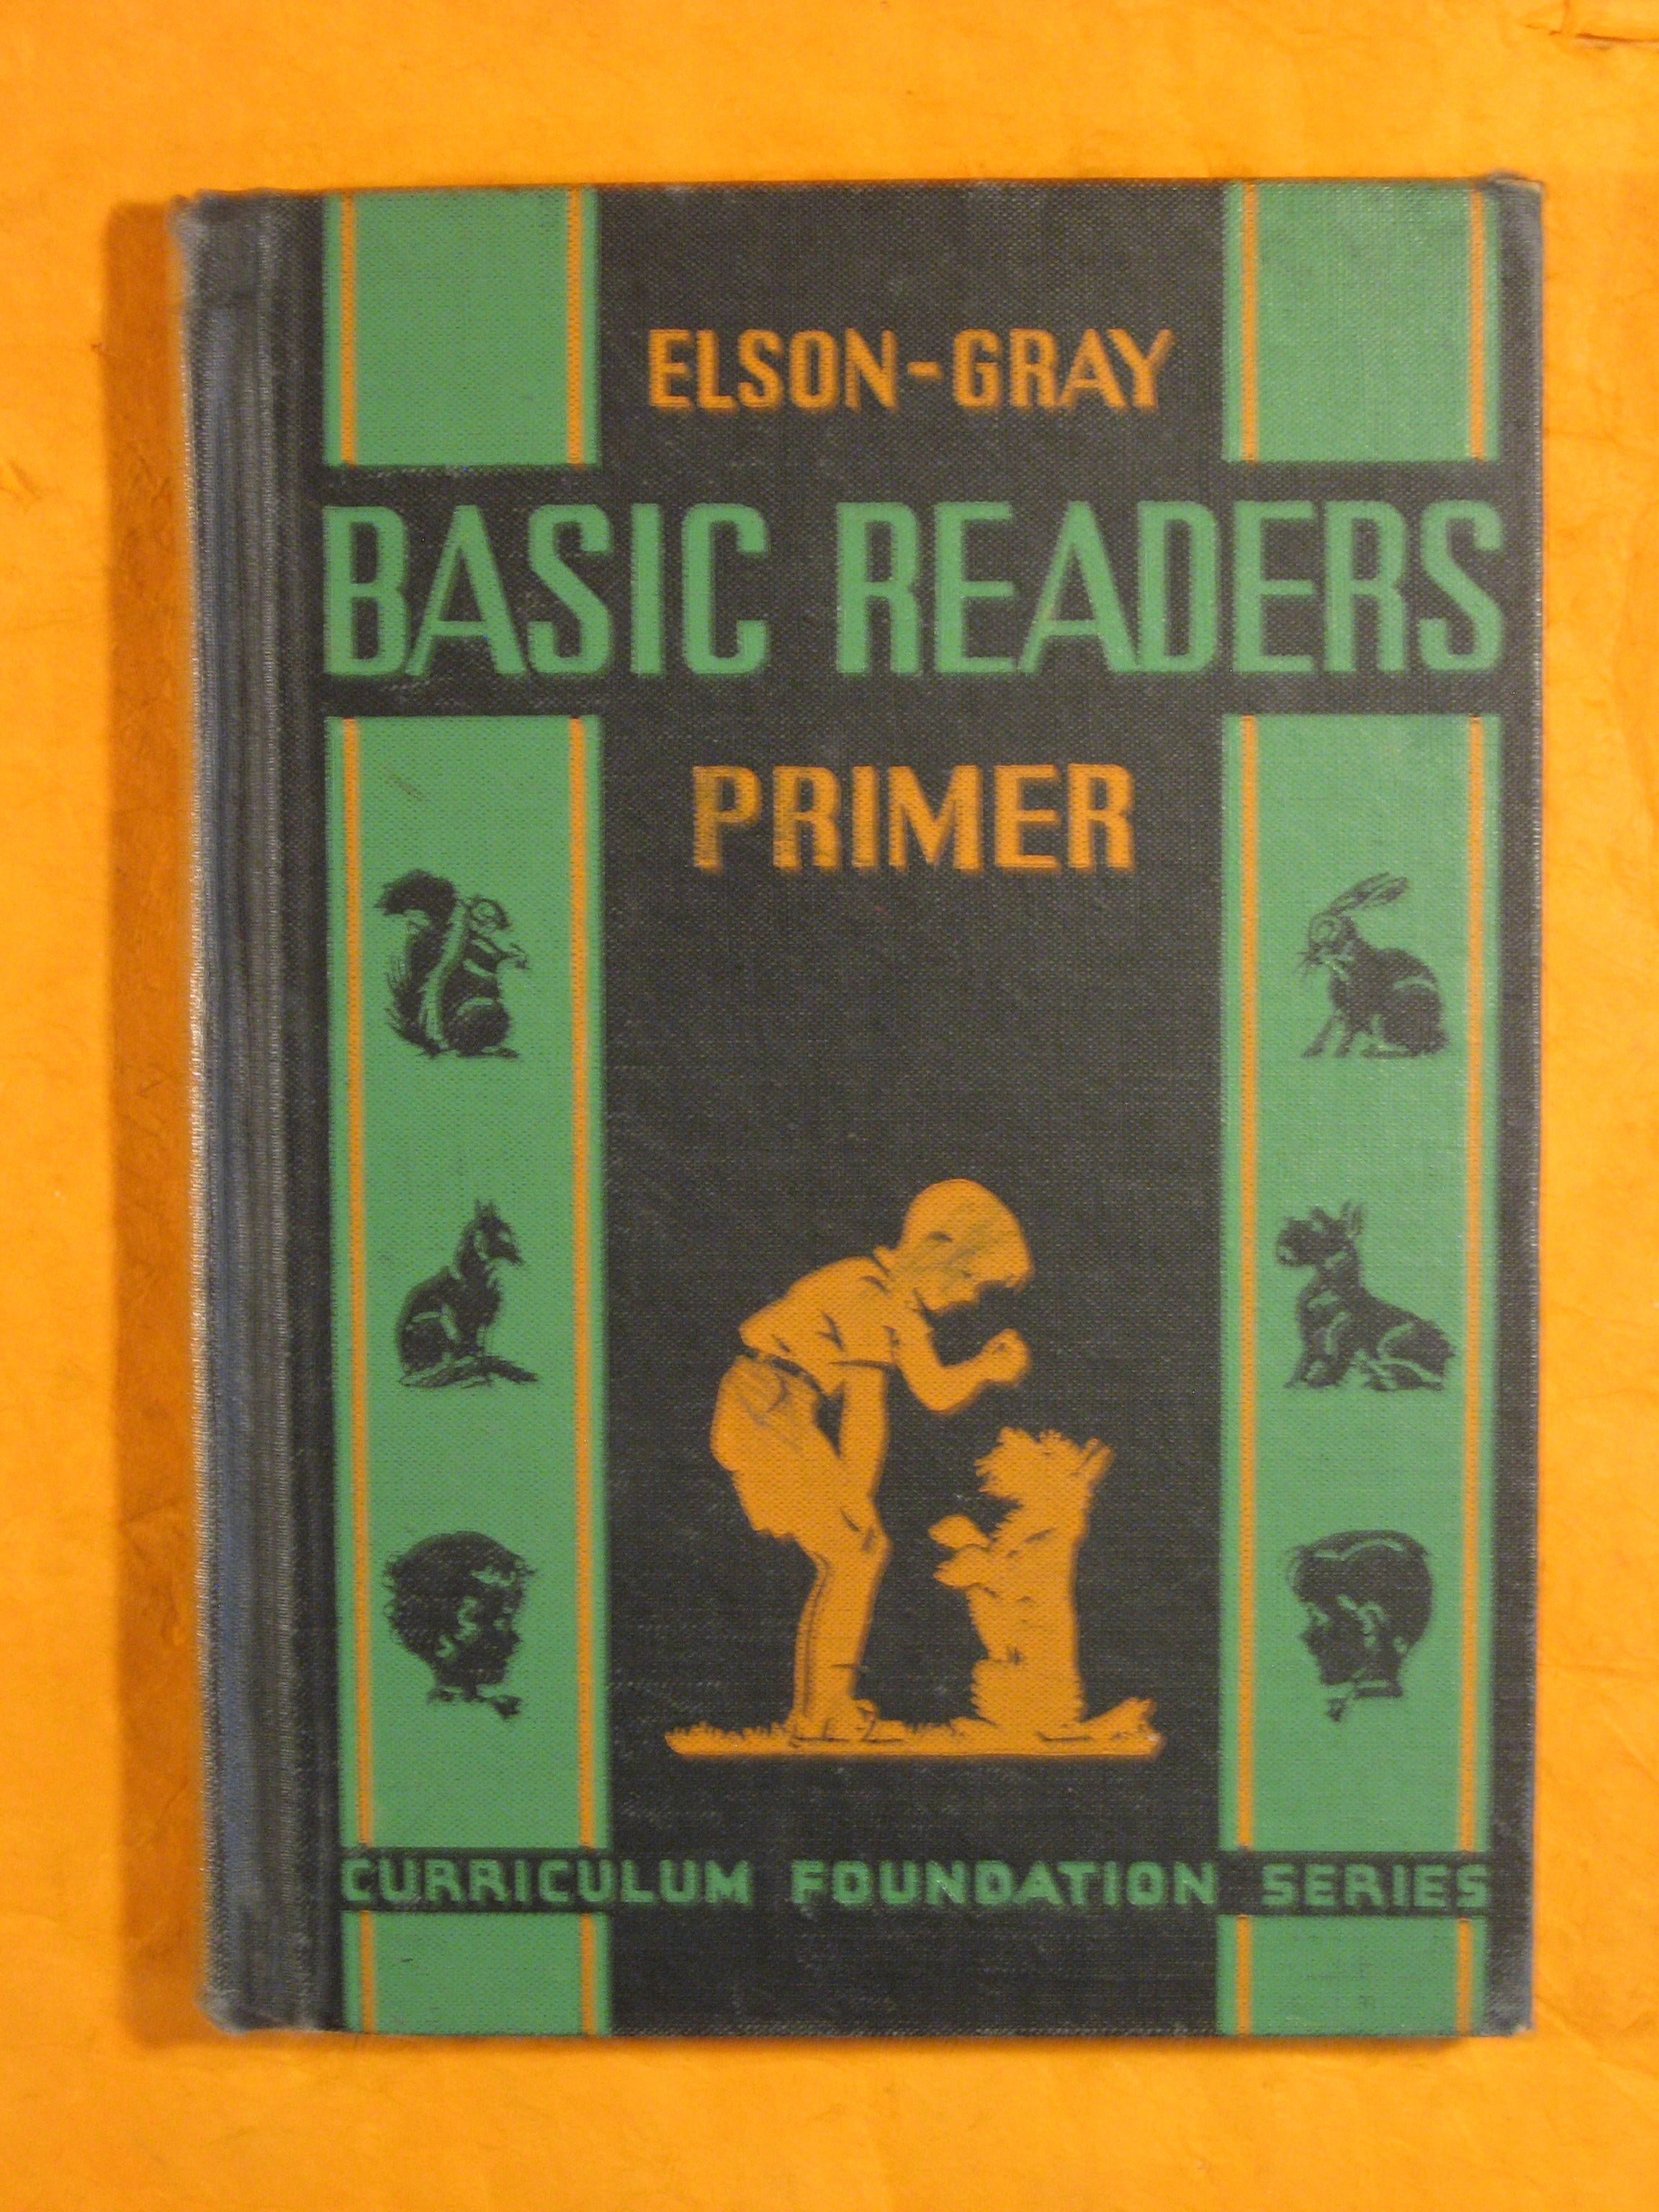 ELSON-GRAY
BASIC READERS
PRIMER
CURRICULUM FOUNDATION SERIES